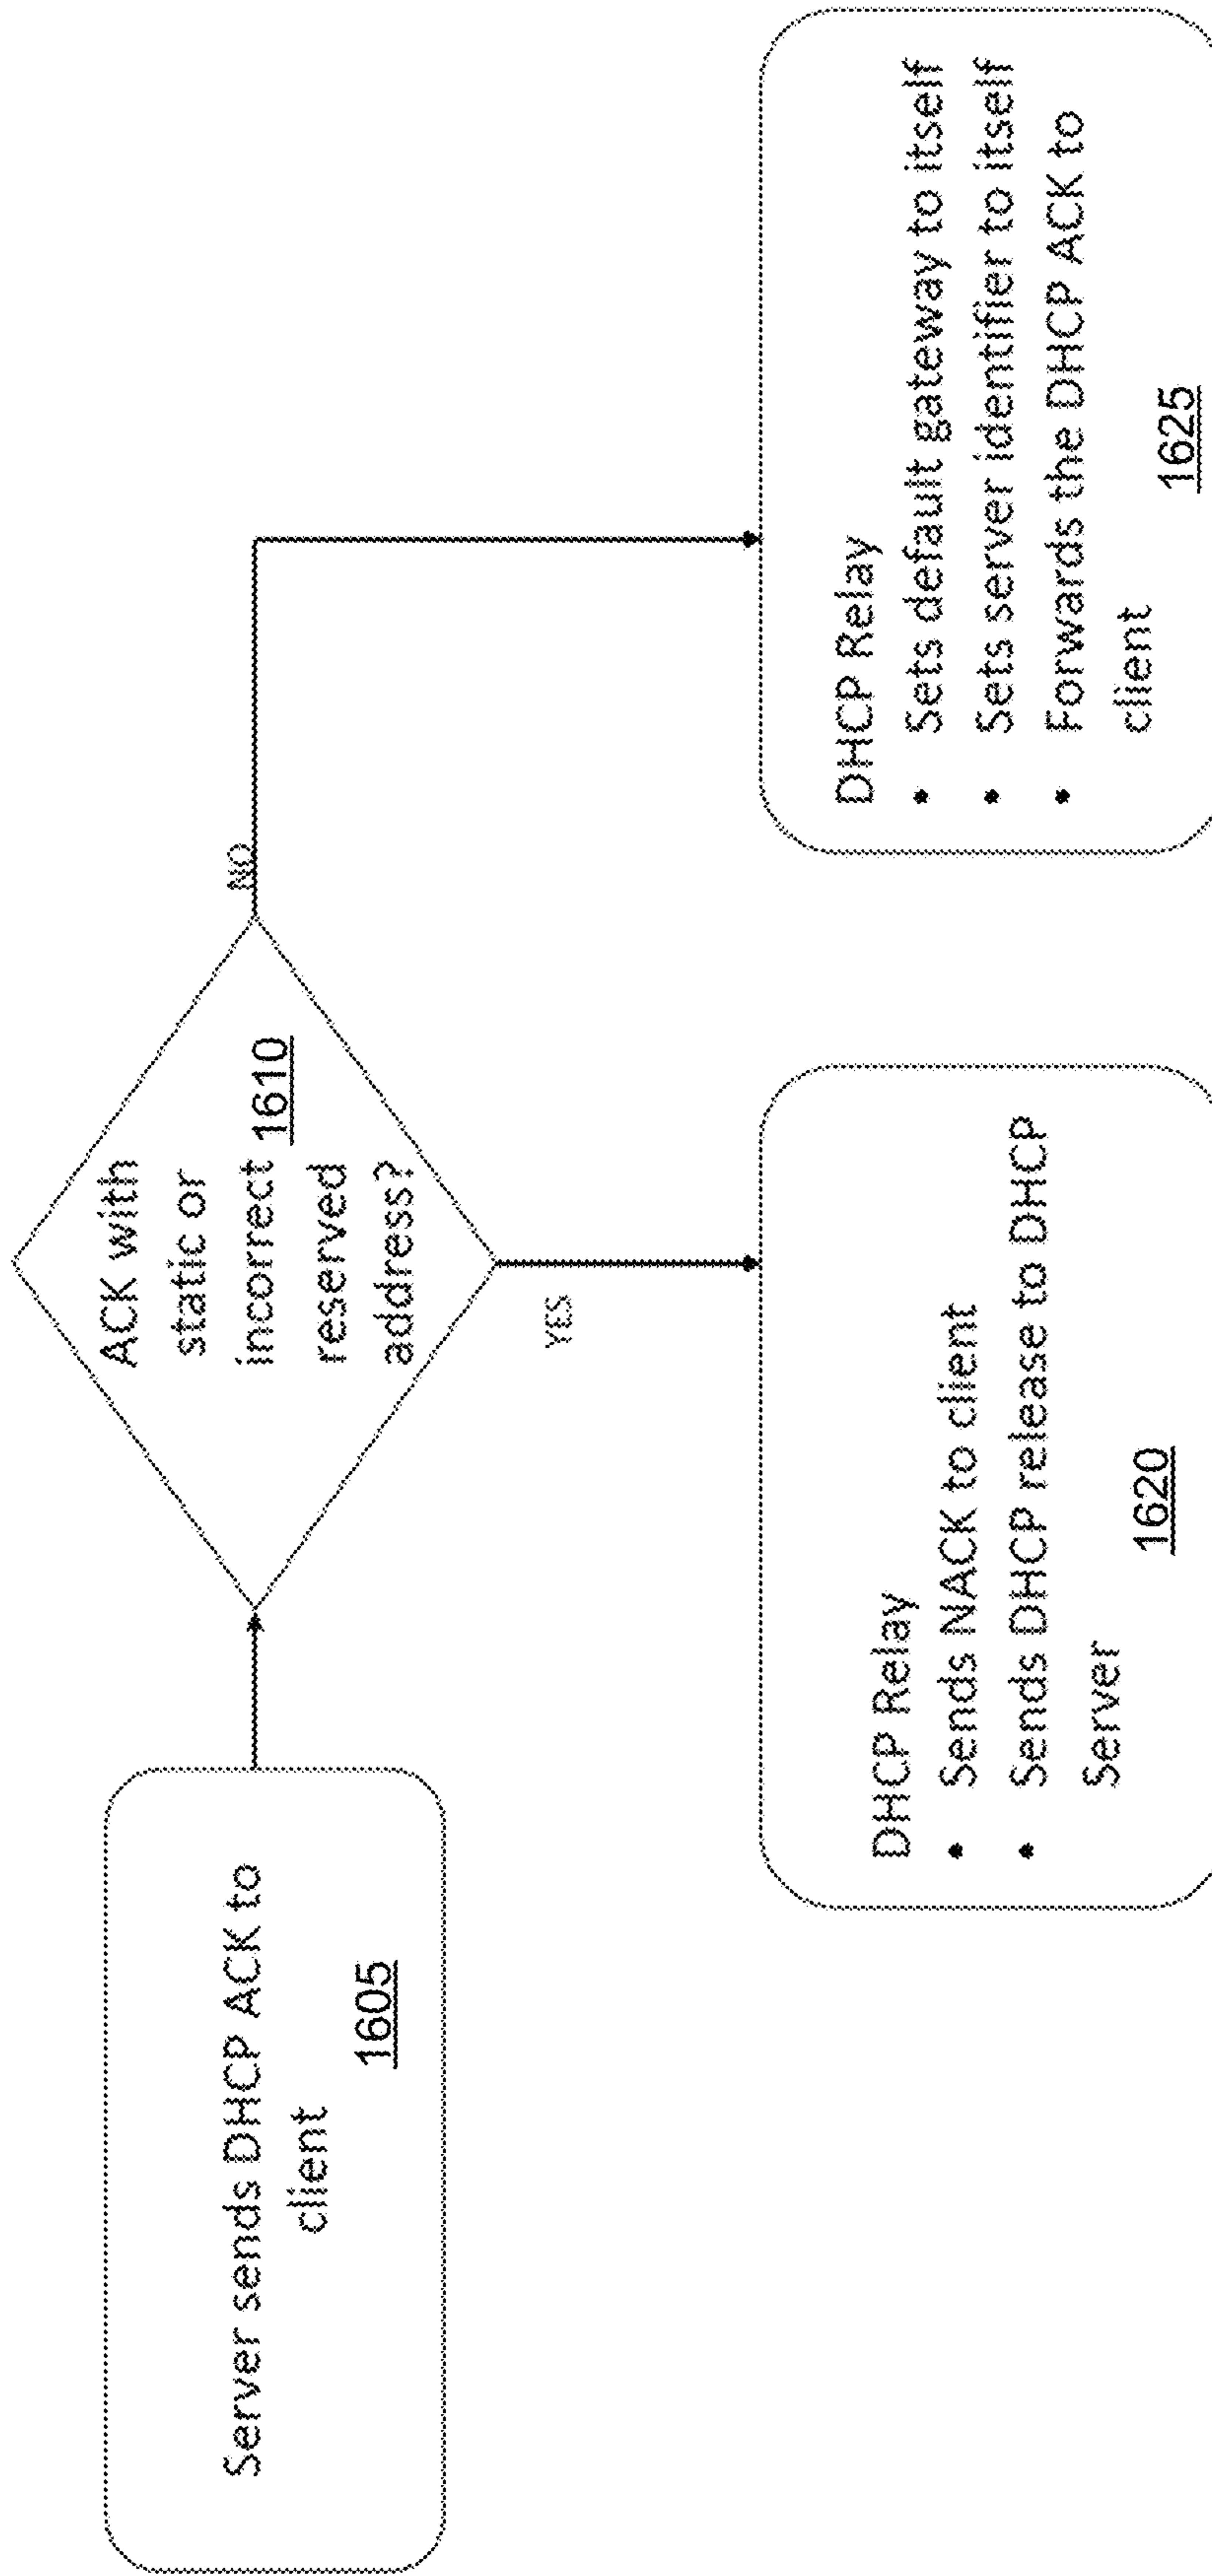 Server sends DHCP ACK to
client
1605
ACK with
static or
incorrect 1610
reserved
address?
NO
YES
DHCP Relay
• Sends NACK to client
• Sends DHCP release to DHCP
Server
1620
DHCP Relay
• Sets default gateway to itself
• Sets server identifier to itself
• Forwards the DHCP ACK to
client
1625